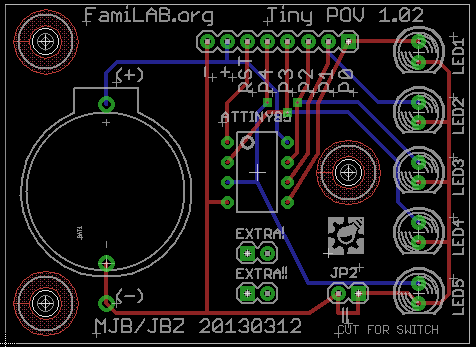 FamiLAB.org
Tiny POV 1.02
(+)
- + RST P4 P3 P2 P1 P0
LED1
LED2
ATTINY85
LED3
LED4
EXTRA!
EXTRA!!
JP2
LED5
(-)
MJB/JBZ 20130312
CUT FOR SWITCH